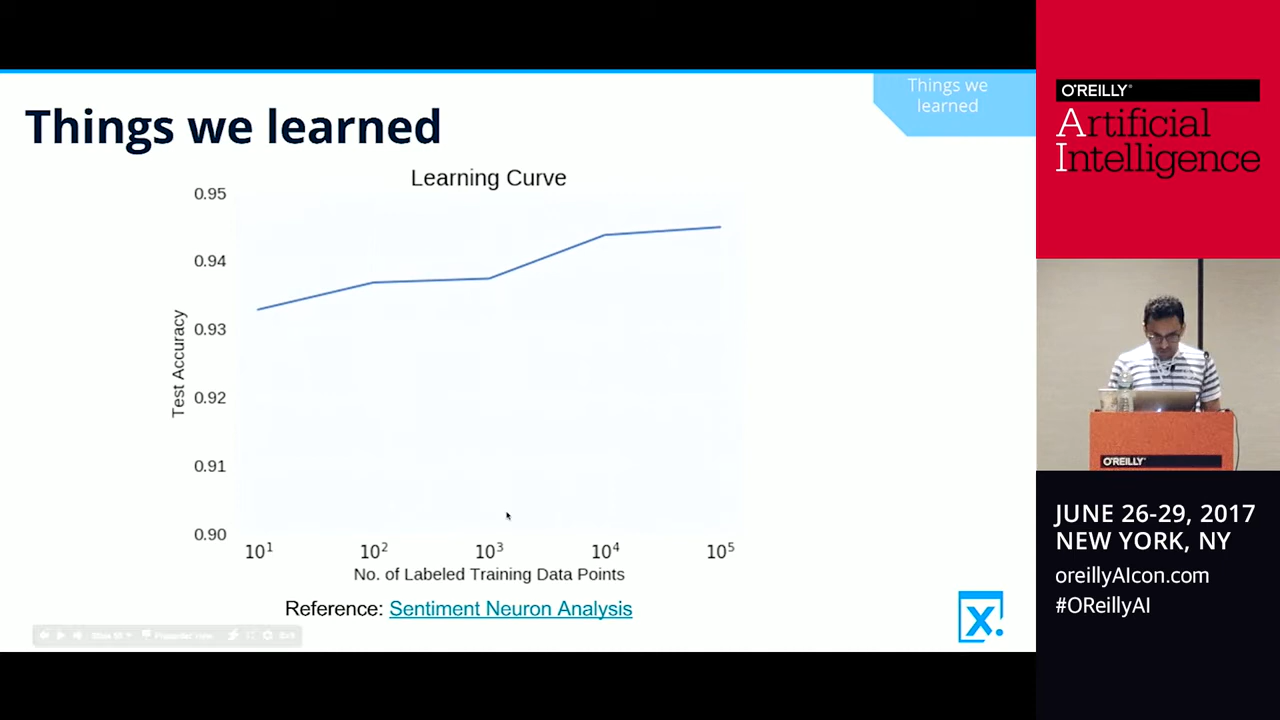 Things we
learned
Things we learned
Learning Curve
0.95
0.94
0.93
0.92
0.91
0.90
Test Accuracy
10¹ 10² 10³ 10⁴ 10⁵
No. of Labeled Training Data Points
Reference: Sentiment Neuron Analysis
X.
O'REILLY®
Artificial
Intelligence
O'REILLY
JUNE 26-29, 2017
NEW YORK, NY
oreillyAIcon.com
#OReillyAI